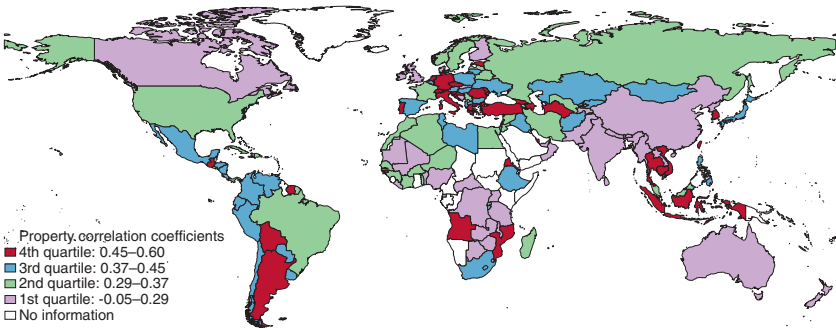 Property correlation coefficients
4th quartile: 0.45–0.60
3rd quartile: 0.37–0.45
2nd quartile: 0.29–0.37
1st quartile: -0.05–0.29
No information